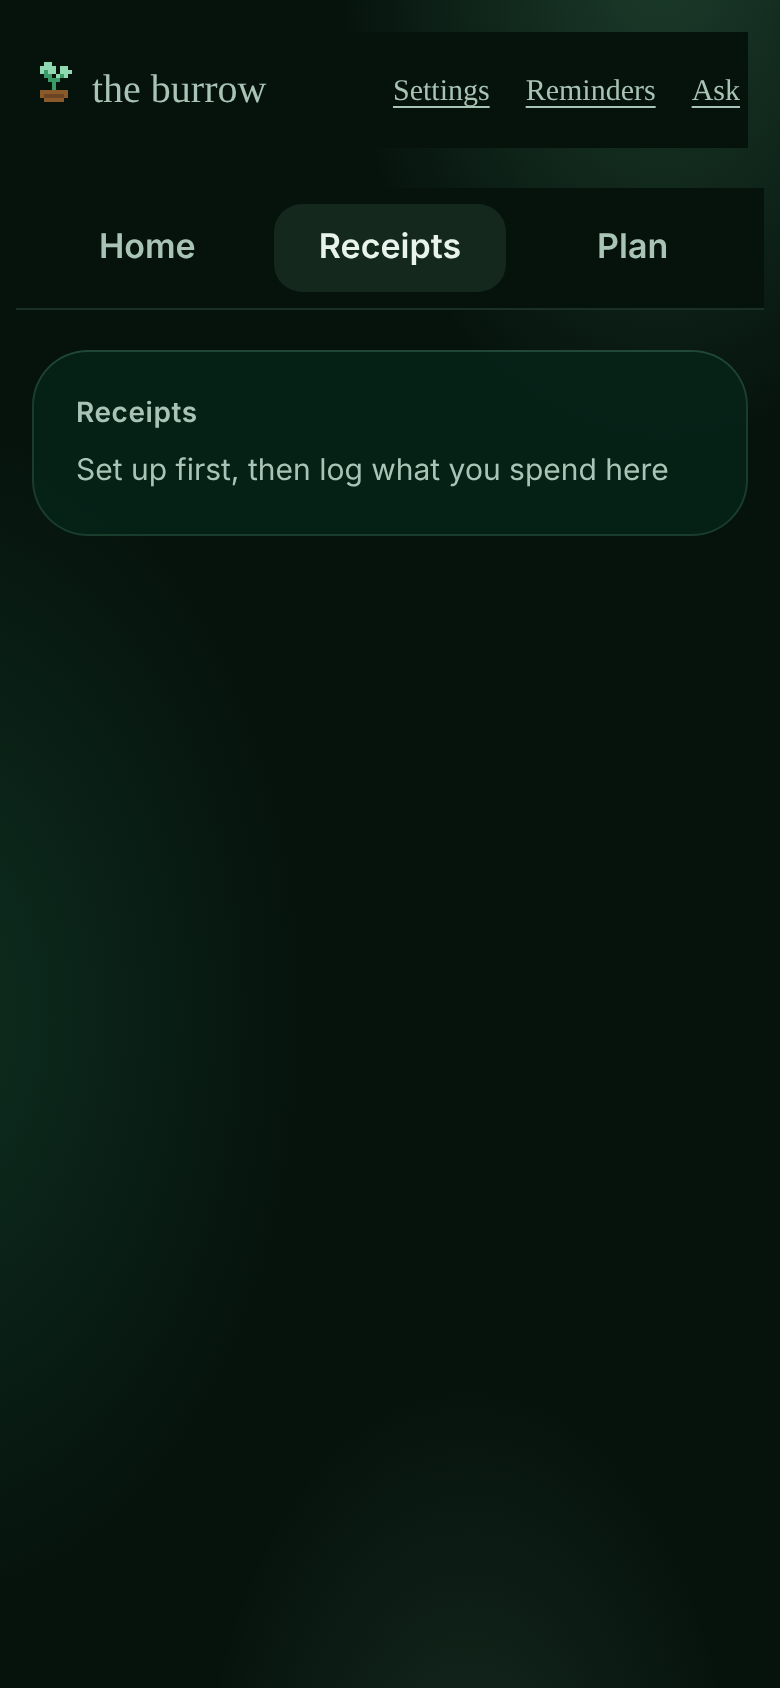 the burrow
Settings Reminders Ask
Home Receipts Plan
Receipts
Set up first, then log what you spend here